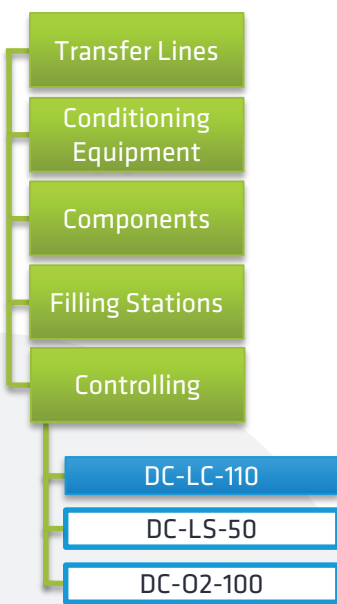 Transfer Lines
Conditioning
Equipment
Components
Filling Stations
Controlling
DC-LC-110
DC-LS-50
DC-O2-100